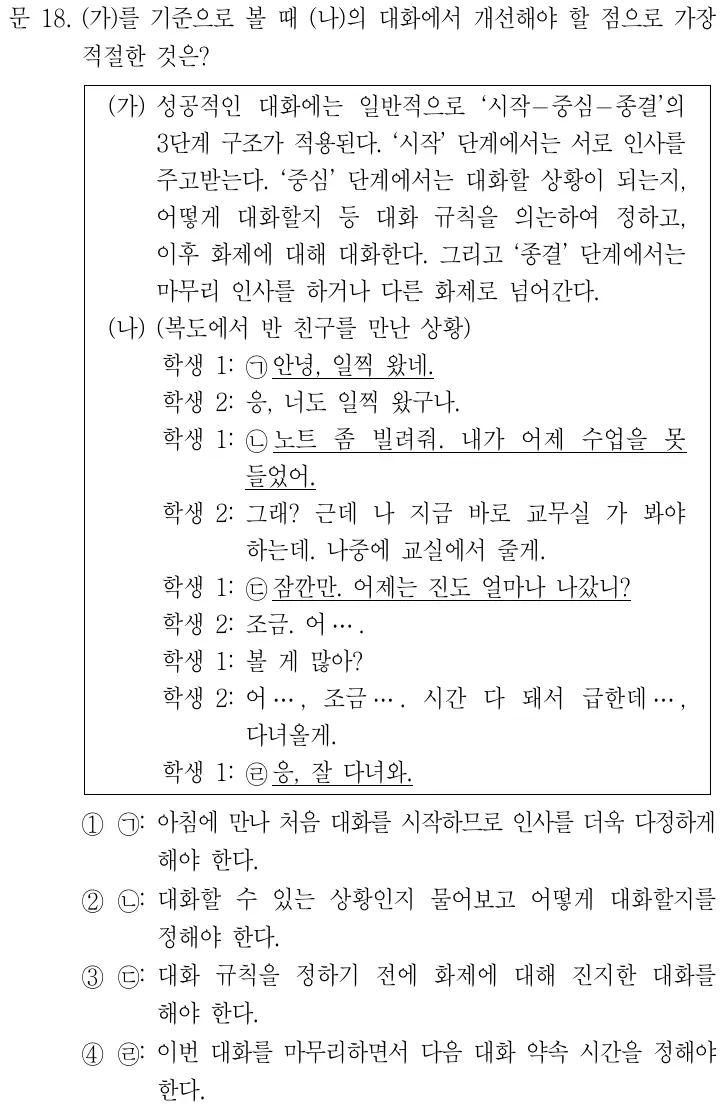 문 18. (가)를 기준으로 볼 때 (나)의 대화에서 개선해야 할 점으로 가장
적절한 것은?
(가) 성공적인 대화에는 일반적으로 ‘시작−중심−종결’의
3단계 구조가 적용된다. ‘시작’ 단계에서는 서로 인사를
주고받는다. ‘중심’ 단계에서는 대화할 상황이 되는지,
어떻게 대화할지 등 대화 규칙을 의논하여 정하고,
이후 화제에 대해 대화한다. 그리고 ‘종결’ 단계에서는
마무리 인사를 하거나 다른 화제로 넘어간다.
(나) (복도에서 반 친구를 만난 상황)
학생 1: ㉠안녕, 일찍 왔네.
학생 2: 응, 너도 일찍 왔구나.
학생 1: ㉡노트 좀 빌려줘. 내가 어제 수업을 못
들었어.
학생 2: 그래? 근데 나 지금 바로 교무실 가 봐야
하는데. 나중에 교실에서 줄게.
학생 1: ㉢잠깐만. 어제는 진도 얼마나 나갔니?
학생 2: 조금. 어….
학생 1: 볼 게 많아?
학생 2: 어…, 조금…. 시간 다 돼서 급한데…,
다녀올게.
학생 1: ㉣응, 잘 다녀와.
① ㉠: 아침에 만나 처음 대화를 시작하므로 인사를 더욱 다정하게
해야 한다.
② ㉡: 대화할 수 있는 상황인지 물어보고 어떻게 대화할지를
정해야 한다.
③ ㉢: 대화 규칙을 정하기 전에 화제에 대해 진지한 대화를
해야 한다.
④ ㉣: 이번 대화를 마무리하면서 다음 대화 약속 시간을 정해야
한다.